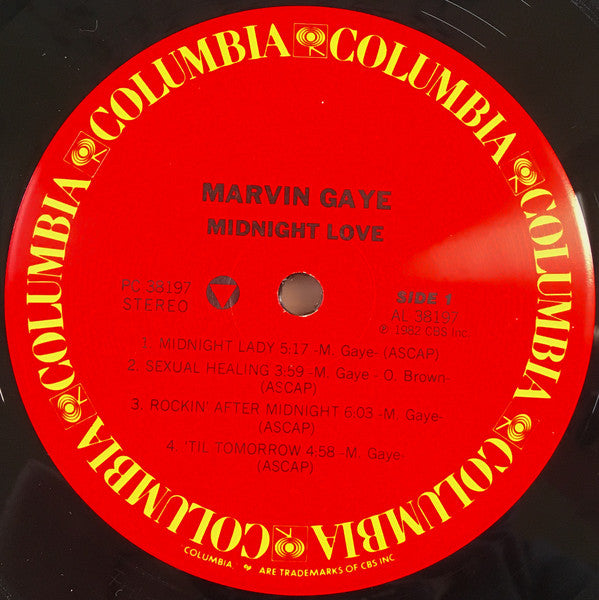 COLUMBIA COLUMBIA COLUMBIA COLUMBIA COLUMBIA COLUMBIA COLUMBIA COLUMBIA
MARVIN GAYE
MIDNIGHT LOVE
PC 38197
STEREO
SIDE 1
AL 38197
℗ 1982 CBS Inc.
1. MIDNIGHT LADY 5:17 -M. Gaye- (ASCAP)
2. SEXUAL HEALING 3:59 -M. Gaye - O. Brown-
(ASCAP)
3. ROCKIN' AFTER MIDNIGHT 6:03 -M. Gaye-
(ASCAP)
4. 'TIL TOMORROW 4:58 -M. Gaye-
(ASCAP)
COLUMBIA, ARE TRADEMARKS OF CBS INC